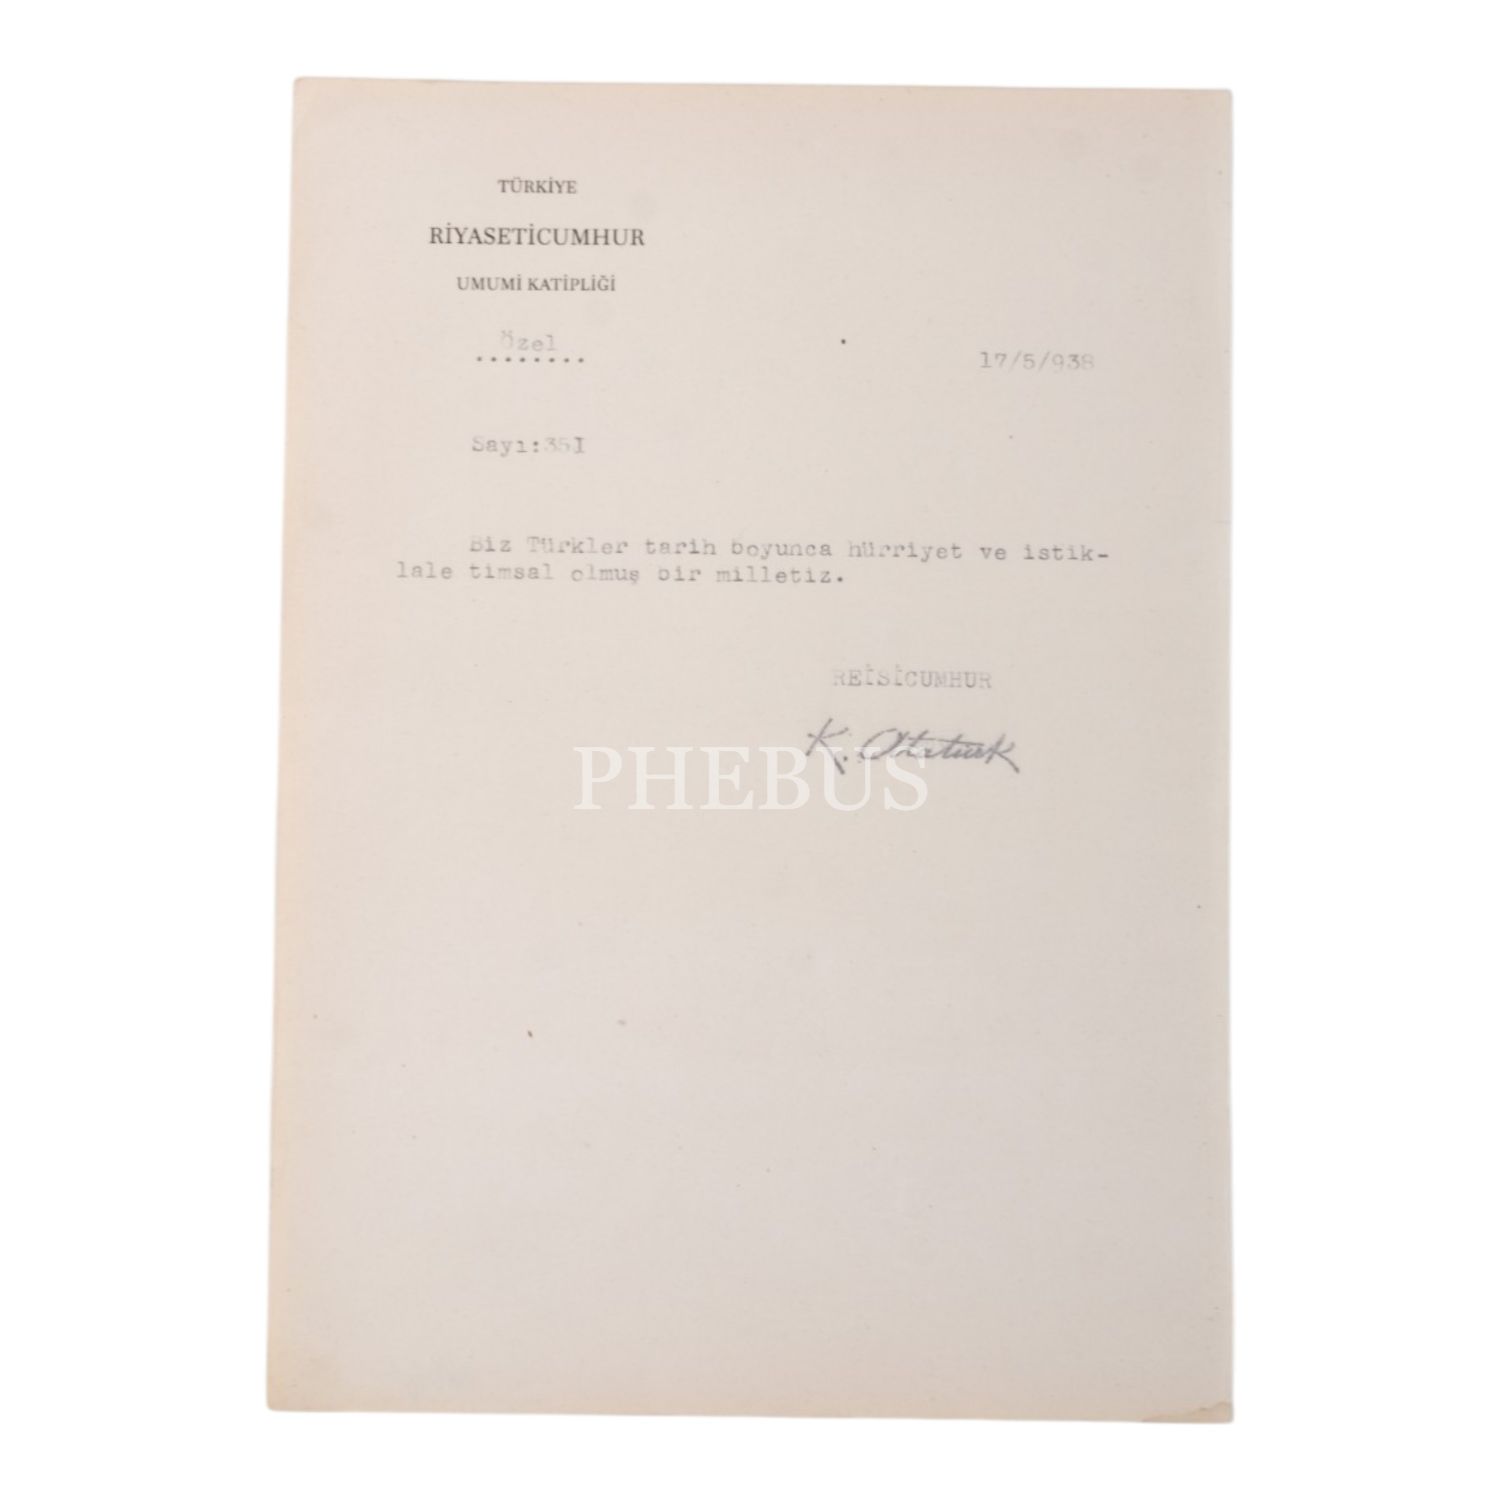 TÜRKİYE
RİYASETİCUMHUR
UMUMİ KATİPLİĞİ
Özel
........
17/5/938
Sayı:35I
Biz Türkler tarih boyunca hürriyet ve istik-
lale timsal olmuş bir milletiz.
REİSİCUMHUR
K. Atatürk
PHEBUS